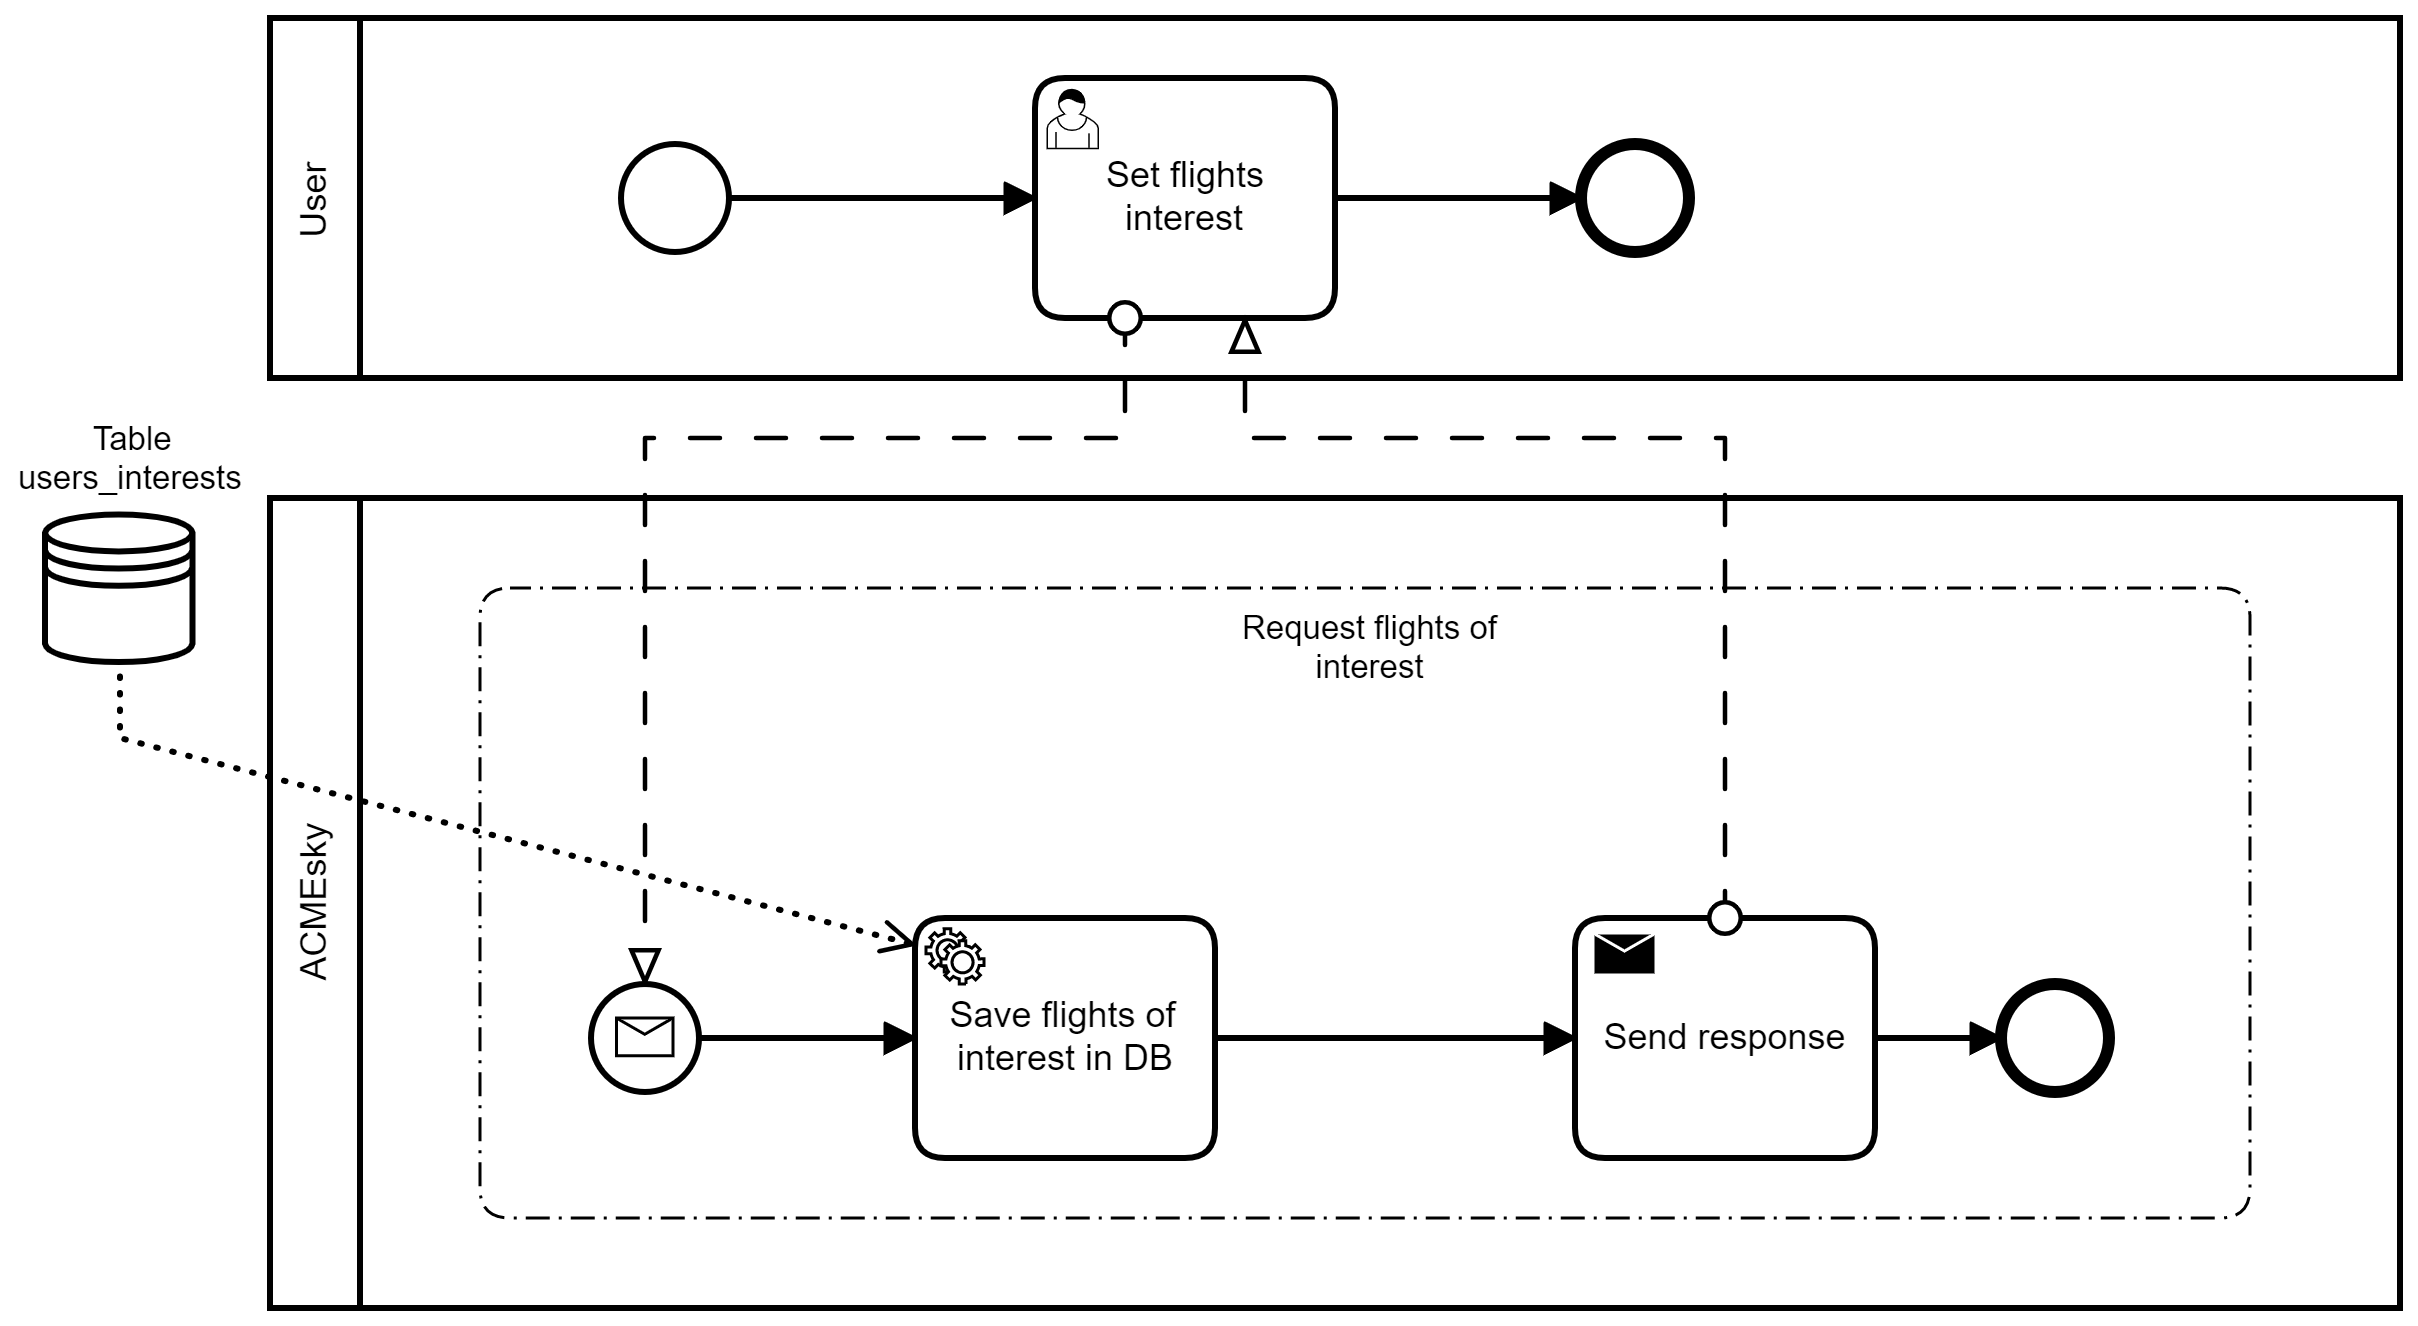 User
Set flights
interest
Table
users_interests
ACMEsky
Request flights of
interest
Save flights of
interest in DB
Send response